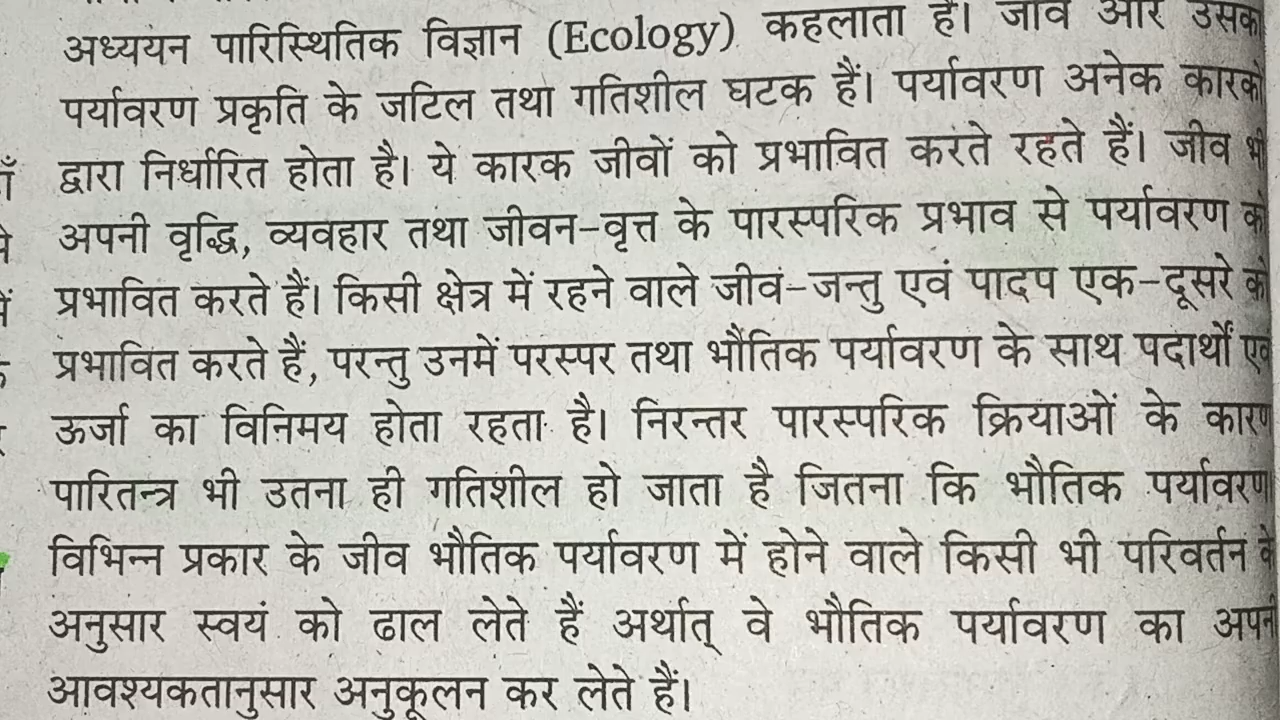 अध्ययन पारिस्थितिक विज्ञान (Ecology) कहलाता है। जीव और उसका
पर्यावरण प्रकृति के जटिल तथा गतिशील घटक हैं। पर्यावरण अनेक कारकों
द्वारा निर्धारित होता है। ये कारक जीवों को प्रभावित करते रहते हैं। जीव भी
अपनी वृद्धि, व्यवहार तथा जीवन-वृत्त के पारस्परिक प्रभाव से पर्यावरण को
प्रभावित करते हैं। किसी क्षेत्र में रहने वाले जीव-जन्तु एवं पादप एक-दूसरे को
प्रभावित करते हैं, परन्तु उनमें परस्पर तथा भौतिक पर्यावरण के साथ पदार्थों एवं
ऊर्जा का विनिमय होता रहता है। निरन्तर पारस्परिक क्रियाओं के कारण
पारितन्त्र भी उतना ही गतिशील हो जाता है जितना कि भौतिक पर्यावरण
विभिन्न प्रकार के जीव भौतिक पर्यावरण में होने वाले किसी भी परिवर्तन के
अनुसार स्वयं को ढाल लेते हैं अर्थात् वे भौतिक पर्यावरण का अपनी
आवश्यकतानुसार अनुकूलन कर लेते हैं।